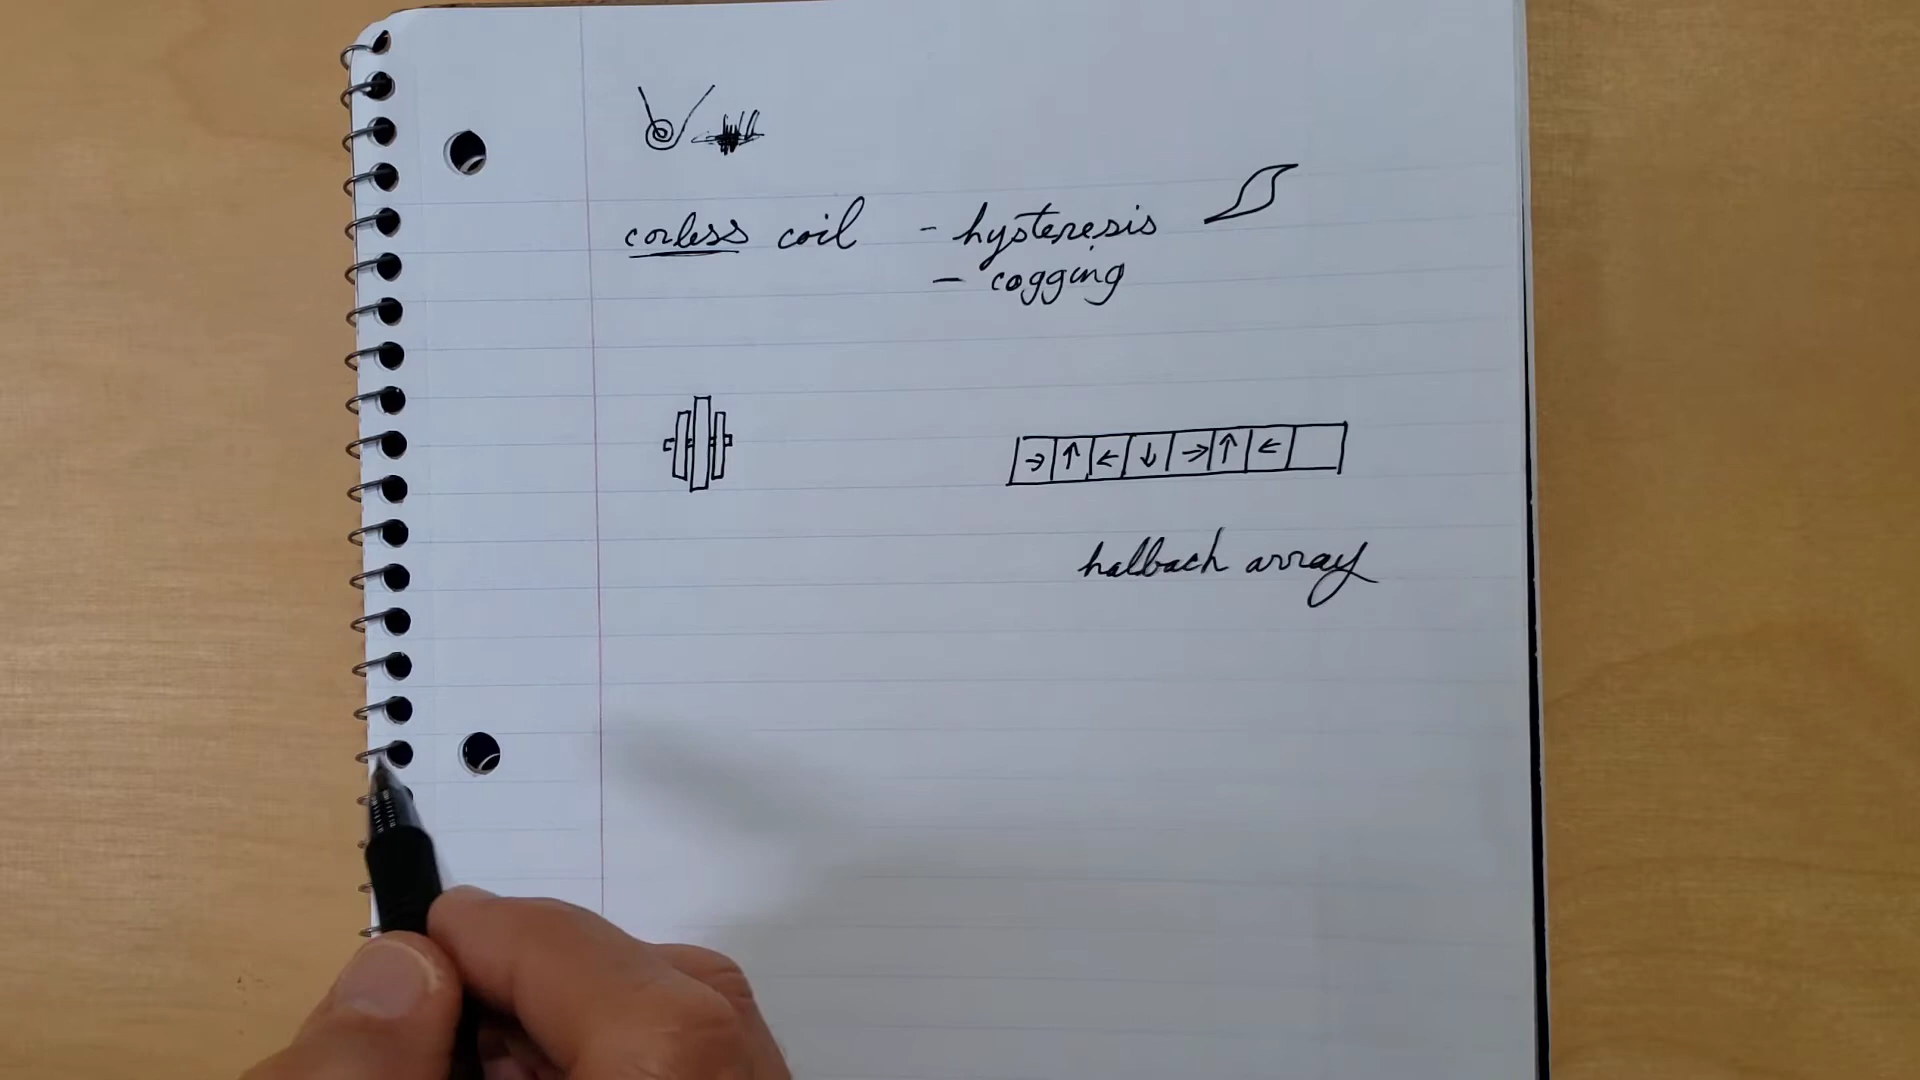 corless coil - hysteresis
- cogging
→ ↑ ← ↓ → ↑ ←
halbach array